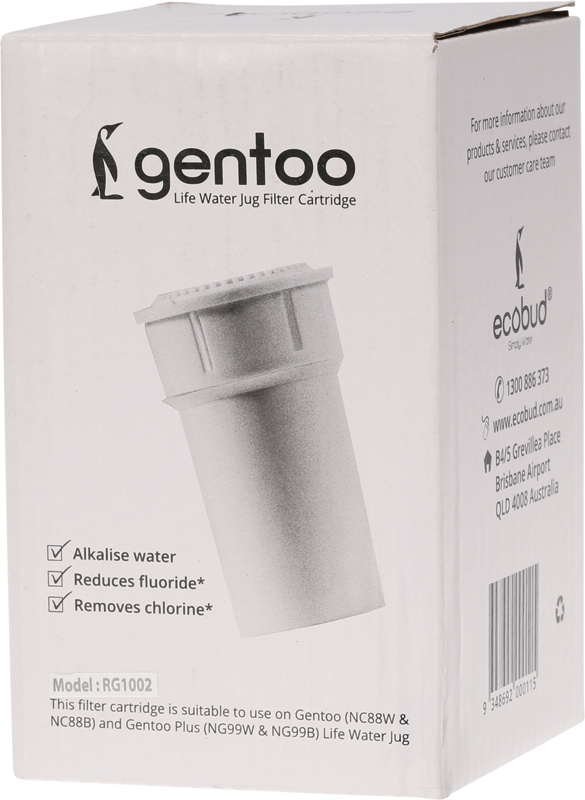 gentoo
Life Water Jug Filter Cartridge
Alkalise water
Reduces fluoride*
Removes chlorine*
Model : RG1002
This filter cartridge is suitable to use on Gentoo (NC88W &
NC88B) and Gentoo Plus (NG99W & NG99B) Life Water Jug
For more information about our
products & services, please contact
our customer care team
ecobud®
Simply Water
1300 886 373
www.ecobud.com.au
B4/5 Grevillea Place
Brisbane Airport
QLD 4008 Australia
9 348692 000115